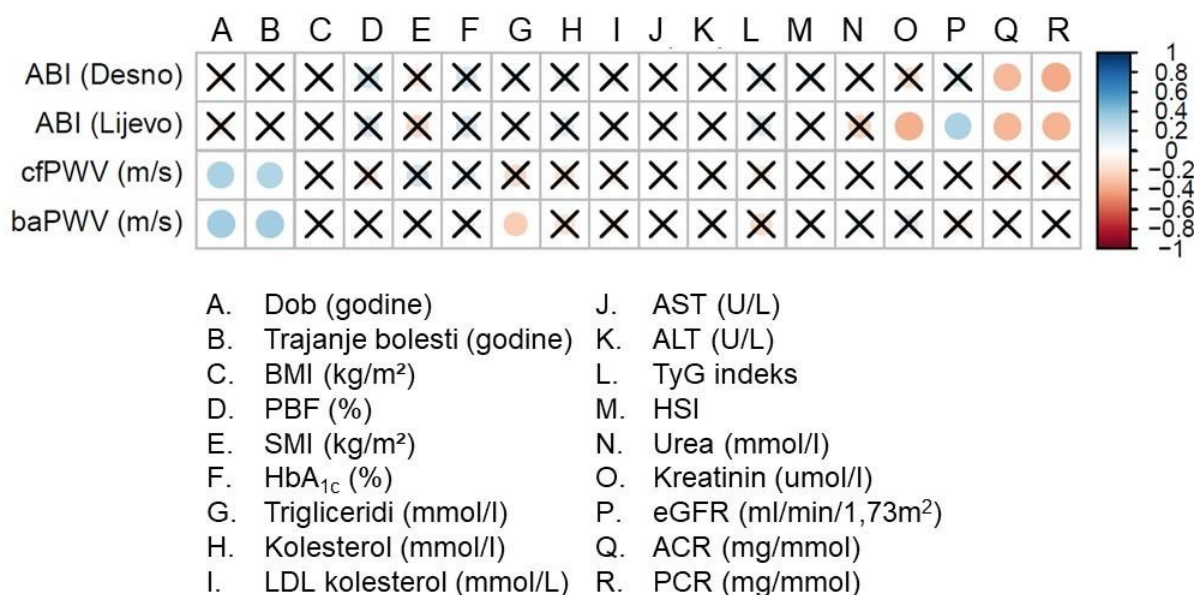 A B C D E F G H I J K L M N O P Q R
ABI (Desno)
ABI (Lijevo)
cfPWV (m/s)
baPWV (m/s)
1
0.8
0.6
0.4
0.2
0
−0.2
−0.4
−0.6
−0.8
−1
A. Dob (godine)
B. Trajanje bolesti (godine)
C. BMI (kg/m²)
D. PBF (%)
E. SMI (kg/m²)
F. HbA₁c (%)
G. Trigliceridi (mmol/l)
H. Kolesterol (mmol/l)
I. LDL kolesterol (mmol/L)
J. AST (U/L)
K. ALT (U/L)
L. TyG indeks
M. HSI
N. Urea (mmol/l)
O. Kreatinin (umol/l)
P. eGFR (ml/min/1,73m²)
Q. ACR (mg/mmol)
R. PCR (mg/mmol)